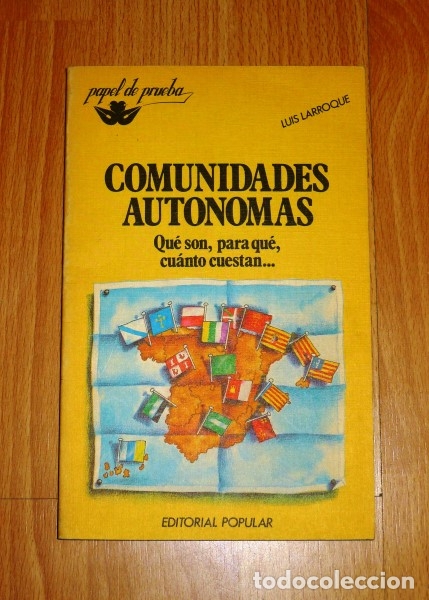 papel de prueba
LUIS LARROQUE
COMUNIDADES
AUTONOMAS
Qué son, para qué,
cuánto cuestan...
EDITORIAL POPULAR
todocoleccion